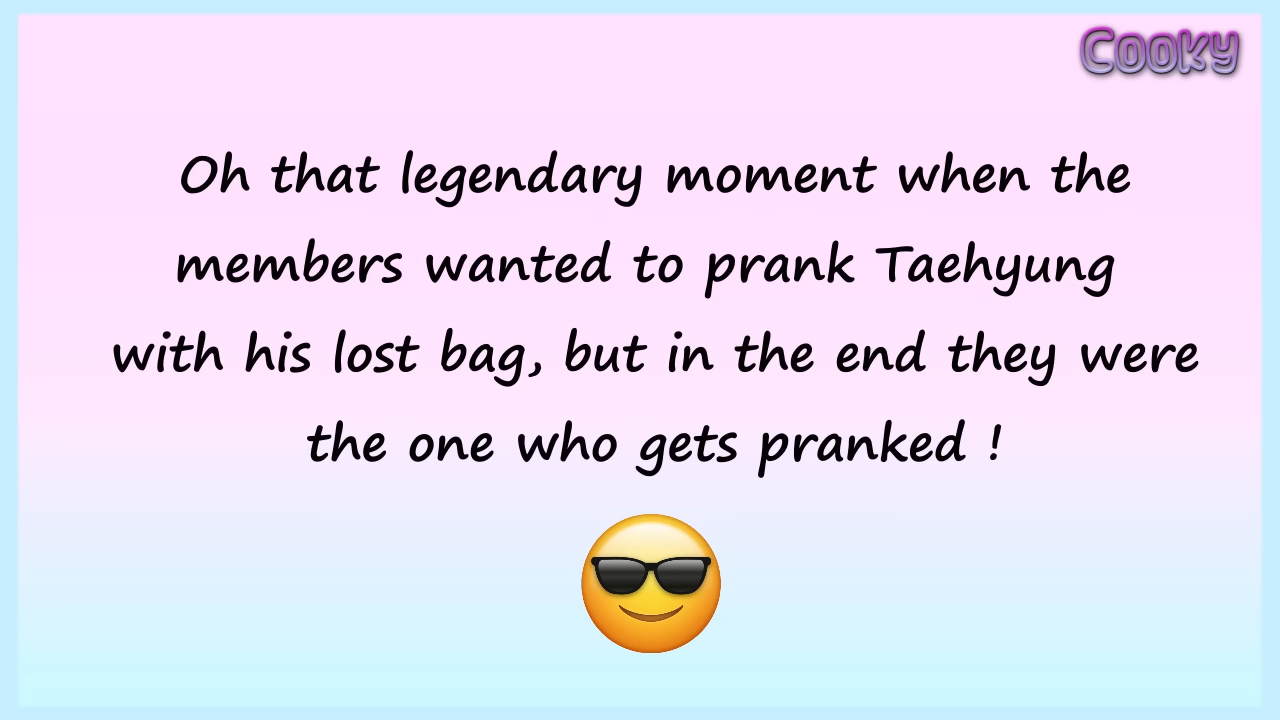 Cooky
Oh that legendary moment when the
members wanted to prank Taehyung
with his lost bag, but in the end they were
the one who gets pranked !